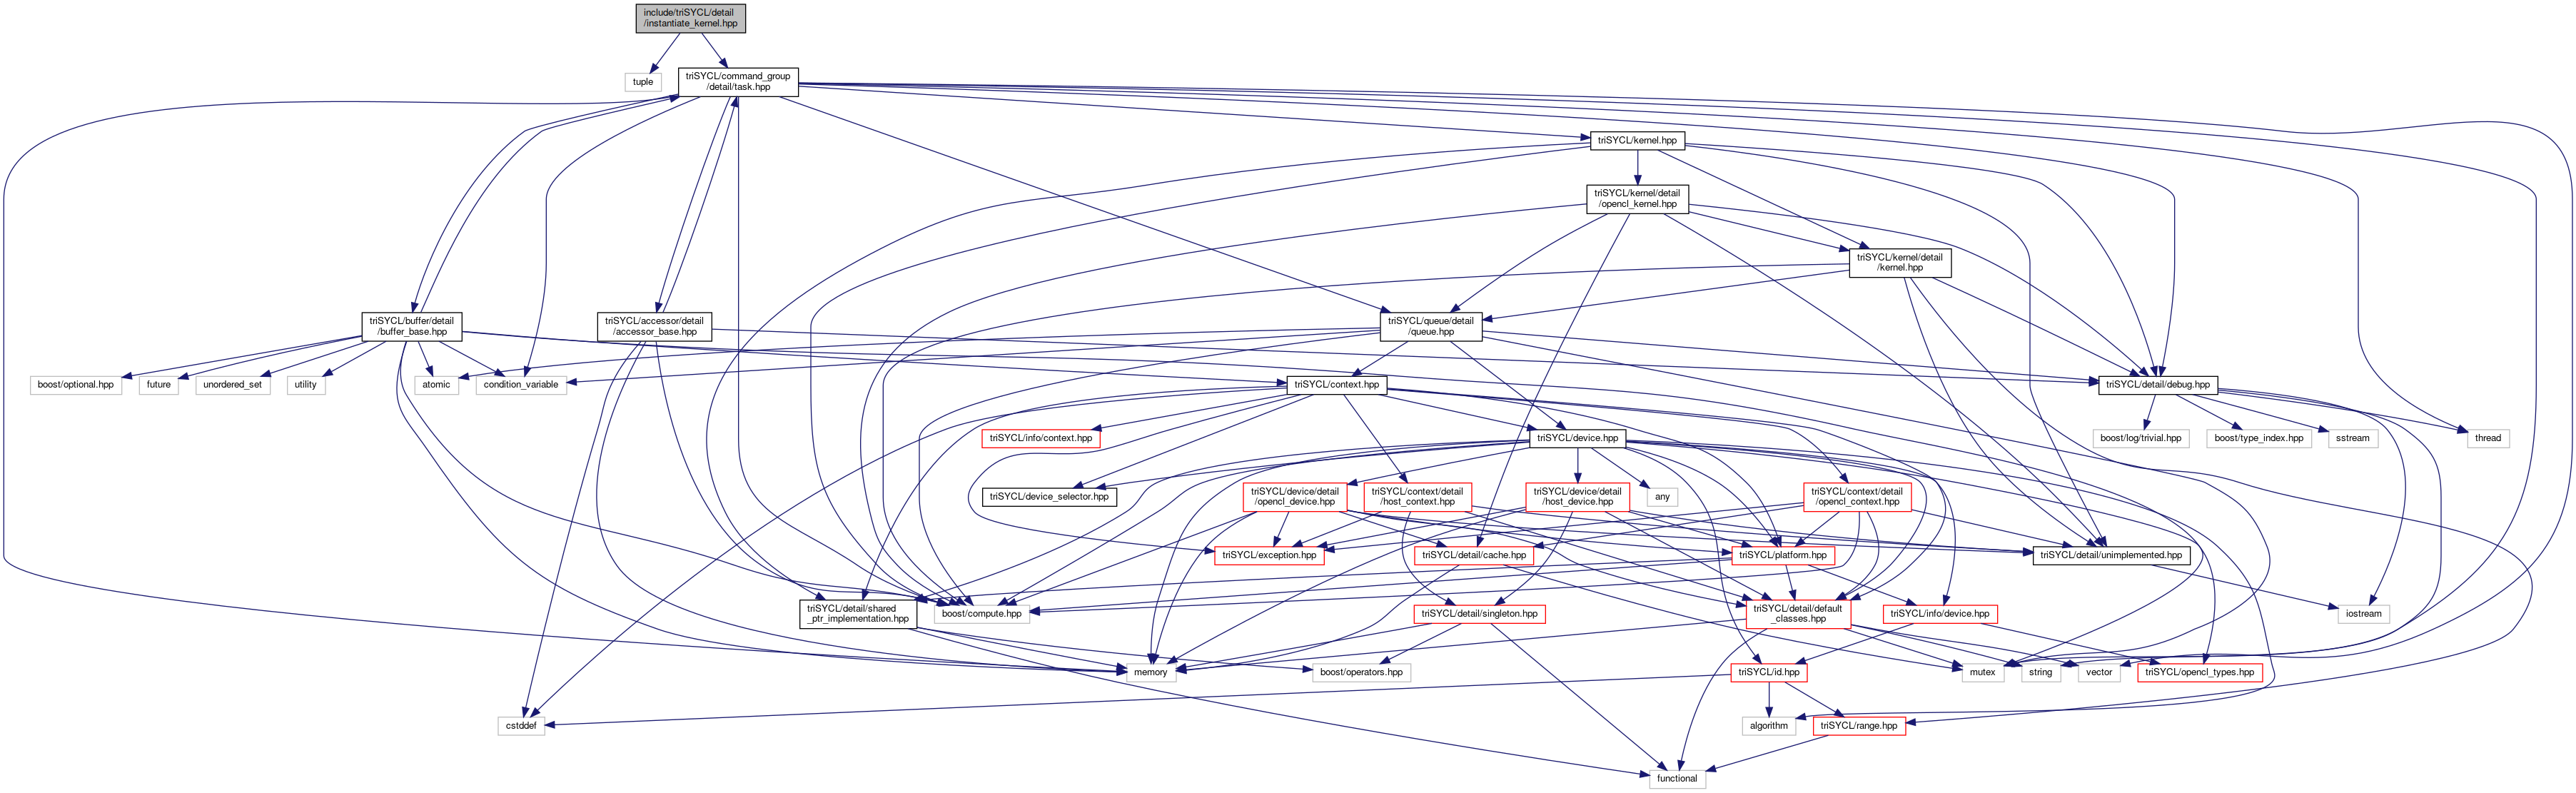 include/triSYCL/detail
/instantiate_kernel.hpp
tuple
triSYCL/command_group
/detail/task.hpp
triSYCL/kernel.hpp
triSYCL/kernel/detail
/opencl_kernel.hpp
triSYCL/kernel/detail
/kernel.hpp
triSYCL/buffer/detail
/buffer_base.hpp
triSYCL/accessor/detail
/accessor_base.hpp
triSYCL/queue/detail
/queue.hpp
boost/optional.hpp
future
unordered_set
utility
atomic
condition_variable
triSYCL/context.hpp
triSYCL/detail/debug.hpp
triSYCL/info/context.hpp
triSYCL/device.hpp
boost/log/trivial.hpp
boost/type_index.hpp
sstream
thread
triSYCL/device_selector.hpp
triSYCL/device/detail
/opencl_device.hpp
triSYCL/context/detail
/host_context.hpp
triSYCL/device/detail
/host_device.hpp
any
triSYCL/context/detail
/opencl_context.hpp
triSYCL/exception.hpp
triSYCL/detail/cache.hpp
triSYCL/platform.hpp
triSYCL/detail/unimplemented.hpp
triSYCL/detail/shared
_ptr_implementation.hpp
boost/compute.hpp
triSYCL/detail/singleton.hpp
triSYCL/detail/default
_classes.hpp
triSYCL/info/device.hpp
iostream
memory
boost/operators.hpp
triSYCL/id.hpp
mutex
string
vector
triSYCL/opencl_types.hpp
cstddef
algorithm
triSYCL/range.hpp
functional